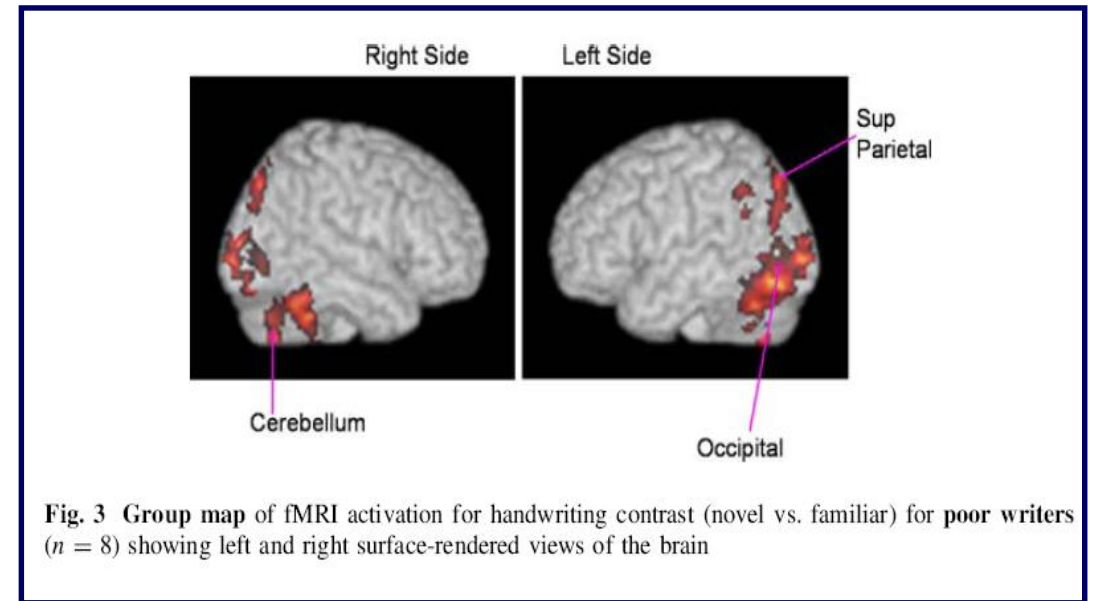 Right Side
Left Side
Sup
Parietal
Cerebellum
Occipital
Fig. 3 Group map of fMRI activation for handwriting contrast (novel vs. familiar) for poor writers
(n = 8) showing left and right surface-rendered views of the brain